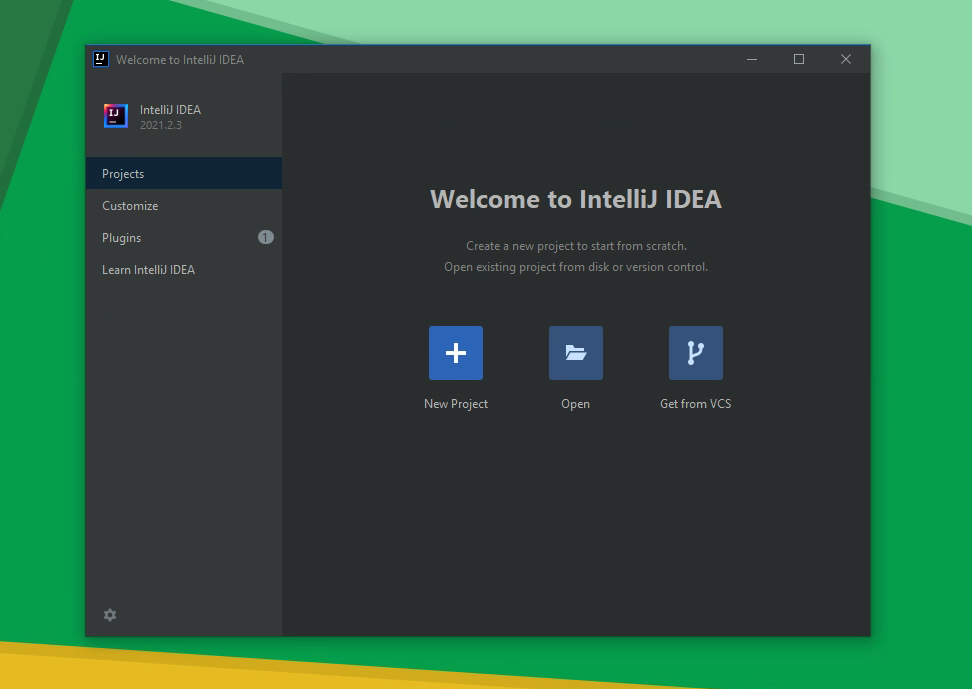 IJ Welcome to IntelliJ IDEA
IJ
IntelliJ IDEA
2021.2.3
Projects
Customize
Plugins 1
Learn IntelliJ IDEA
Welcome to IntelliJ IDEA
Create a new project to start from scratch.
Open existing project from disk or version control.
New Project Open Get from VCS